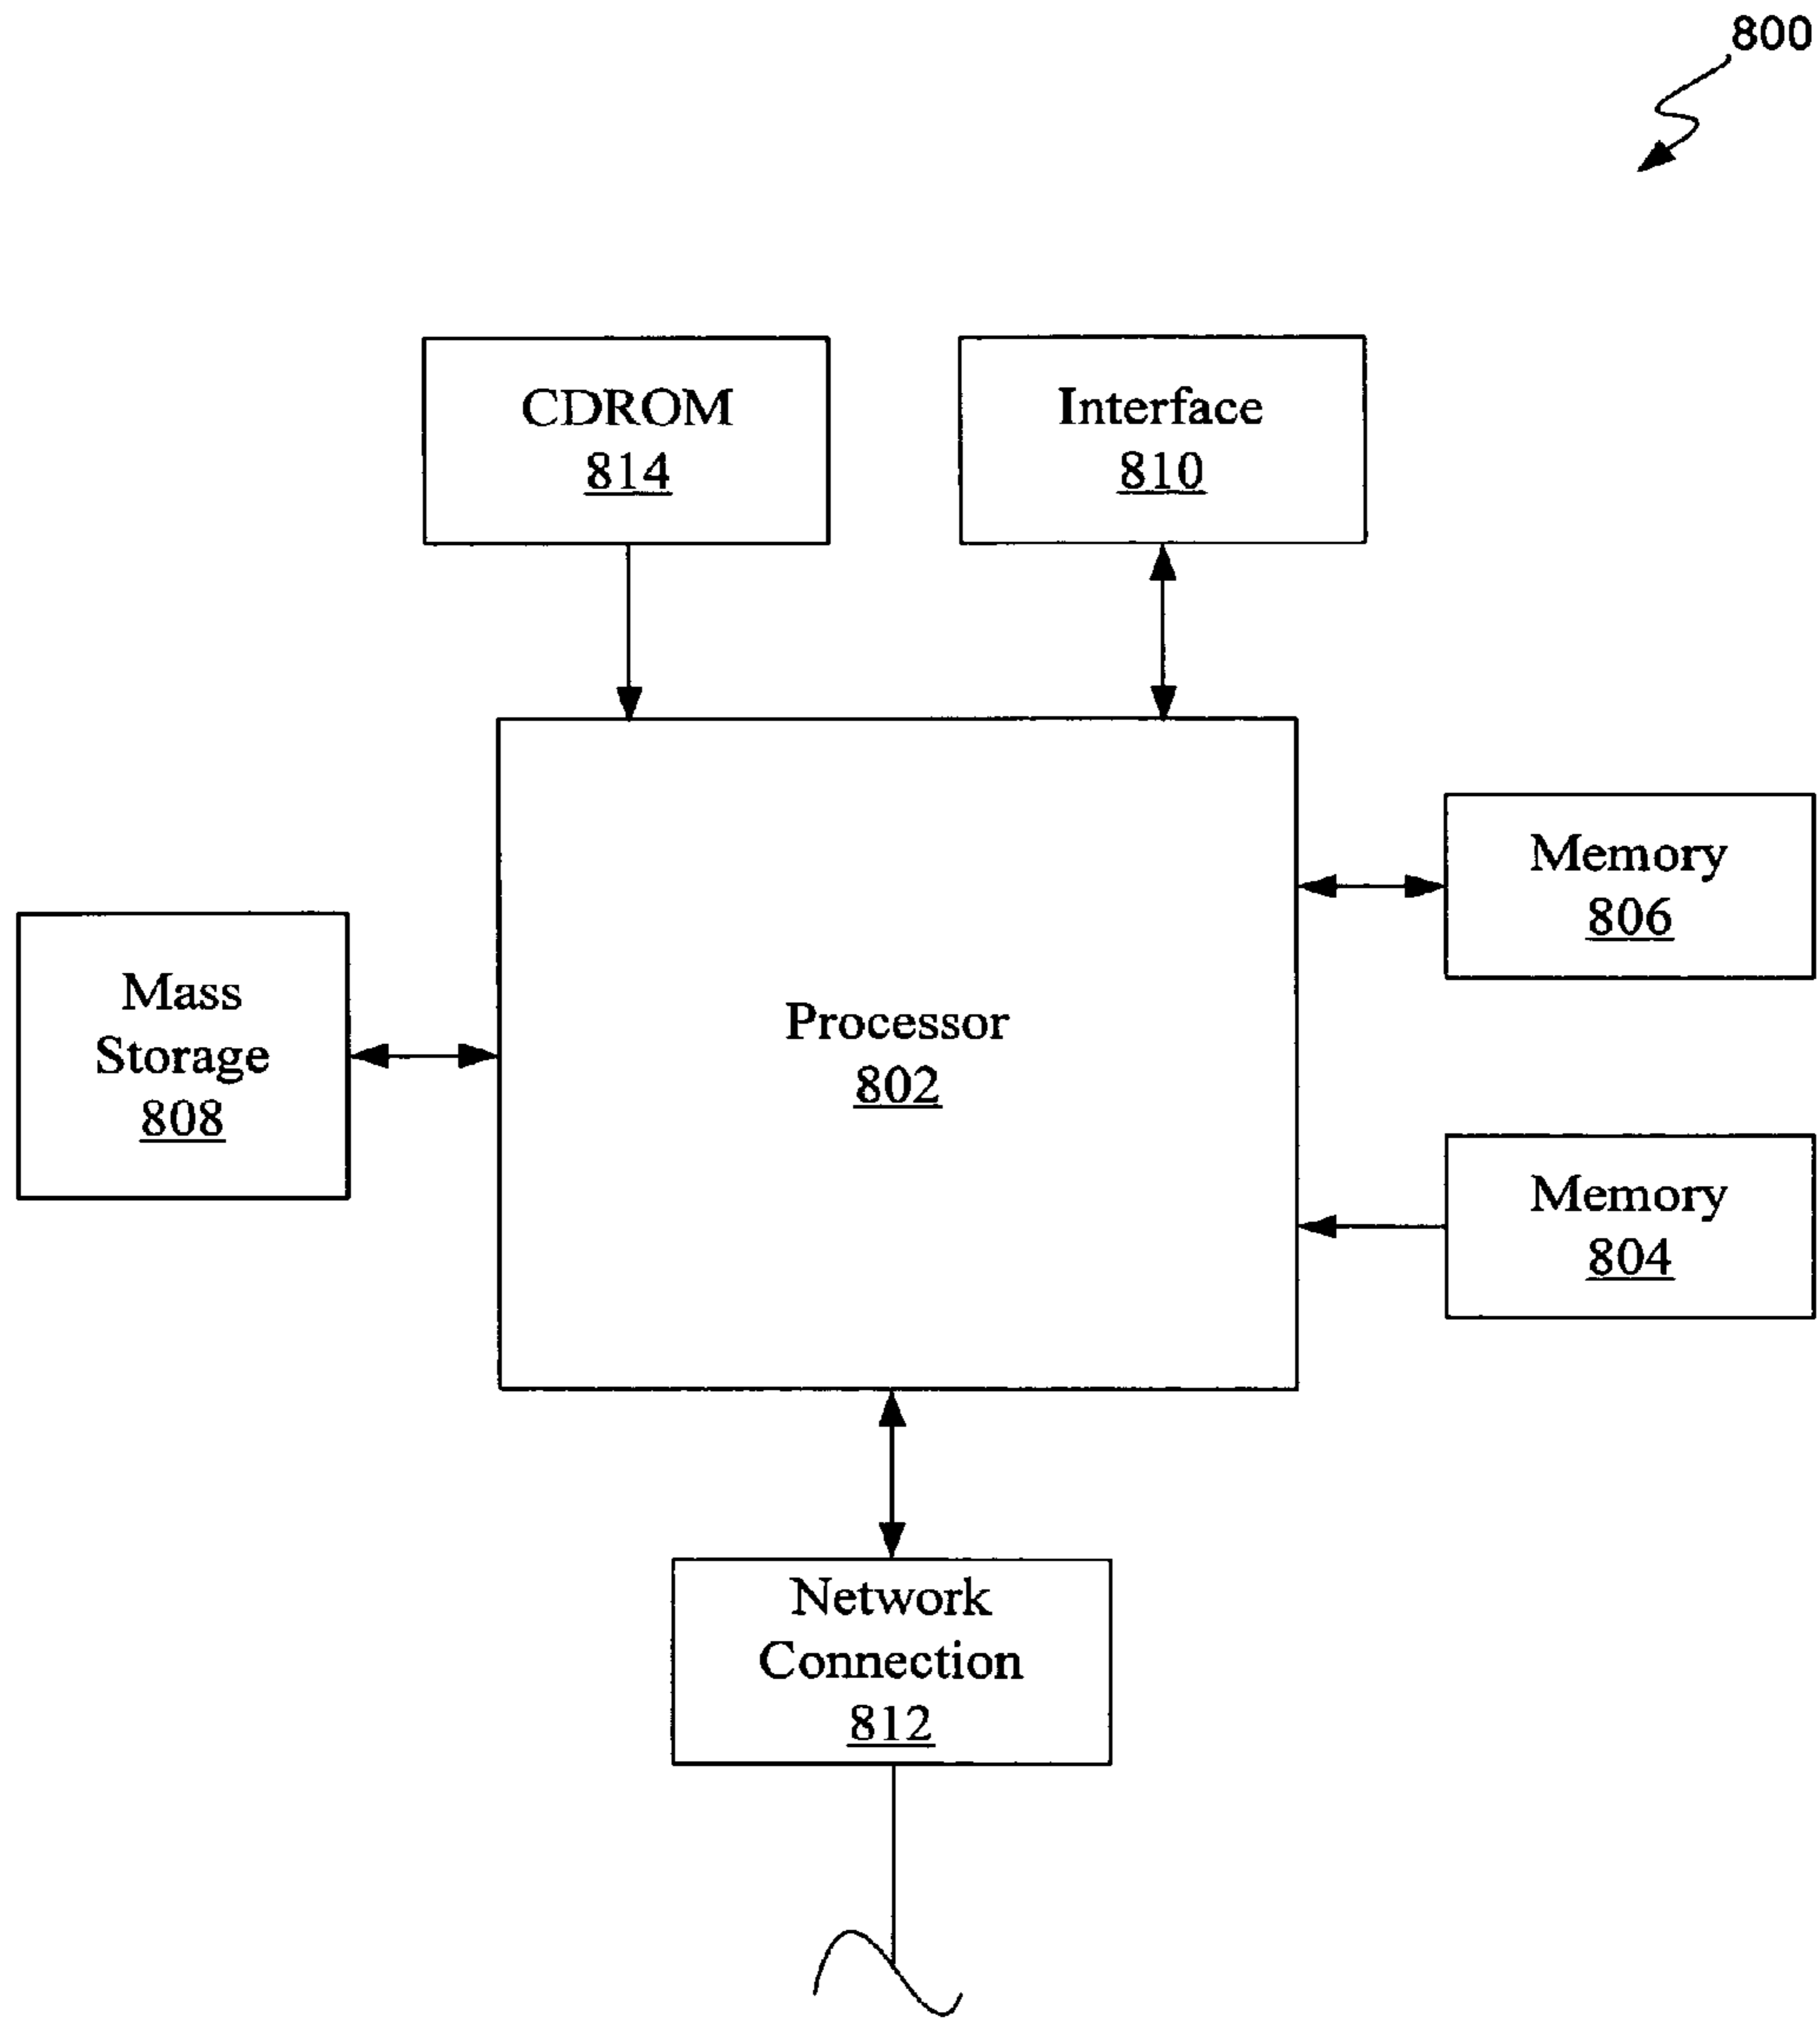 800
CDROM
814
Interface
810
Memory
806
Mass
Storage
808
Processor
802
Memory
804
Network
Connection
812